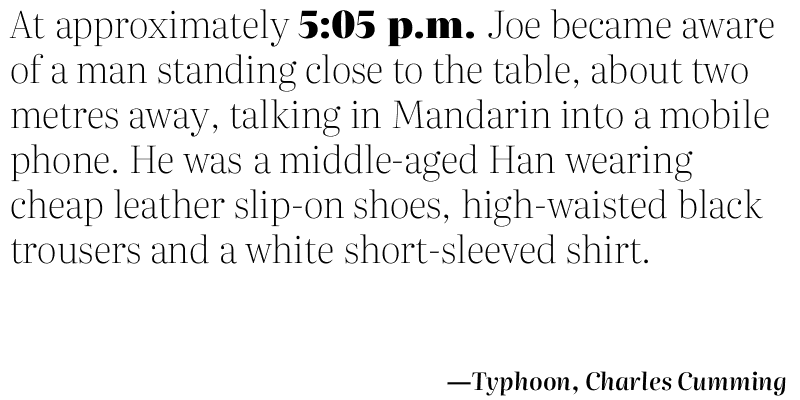 At approximately 5:05 p.m. Joe became aware
of a man standing close to the table, about two
metres away, talking in Mandarin into a mobile
phone. He was a middle-aged Han wearing
cheap leather slip-on shoes, high-waisted black
trousers and a white short-sleeved shirt.
—Typhoon, Charles Cumming